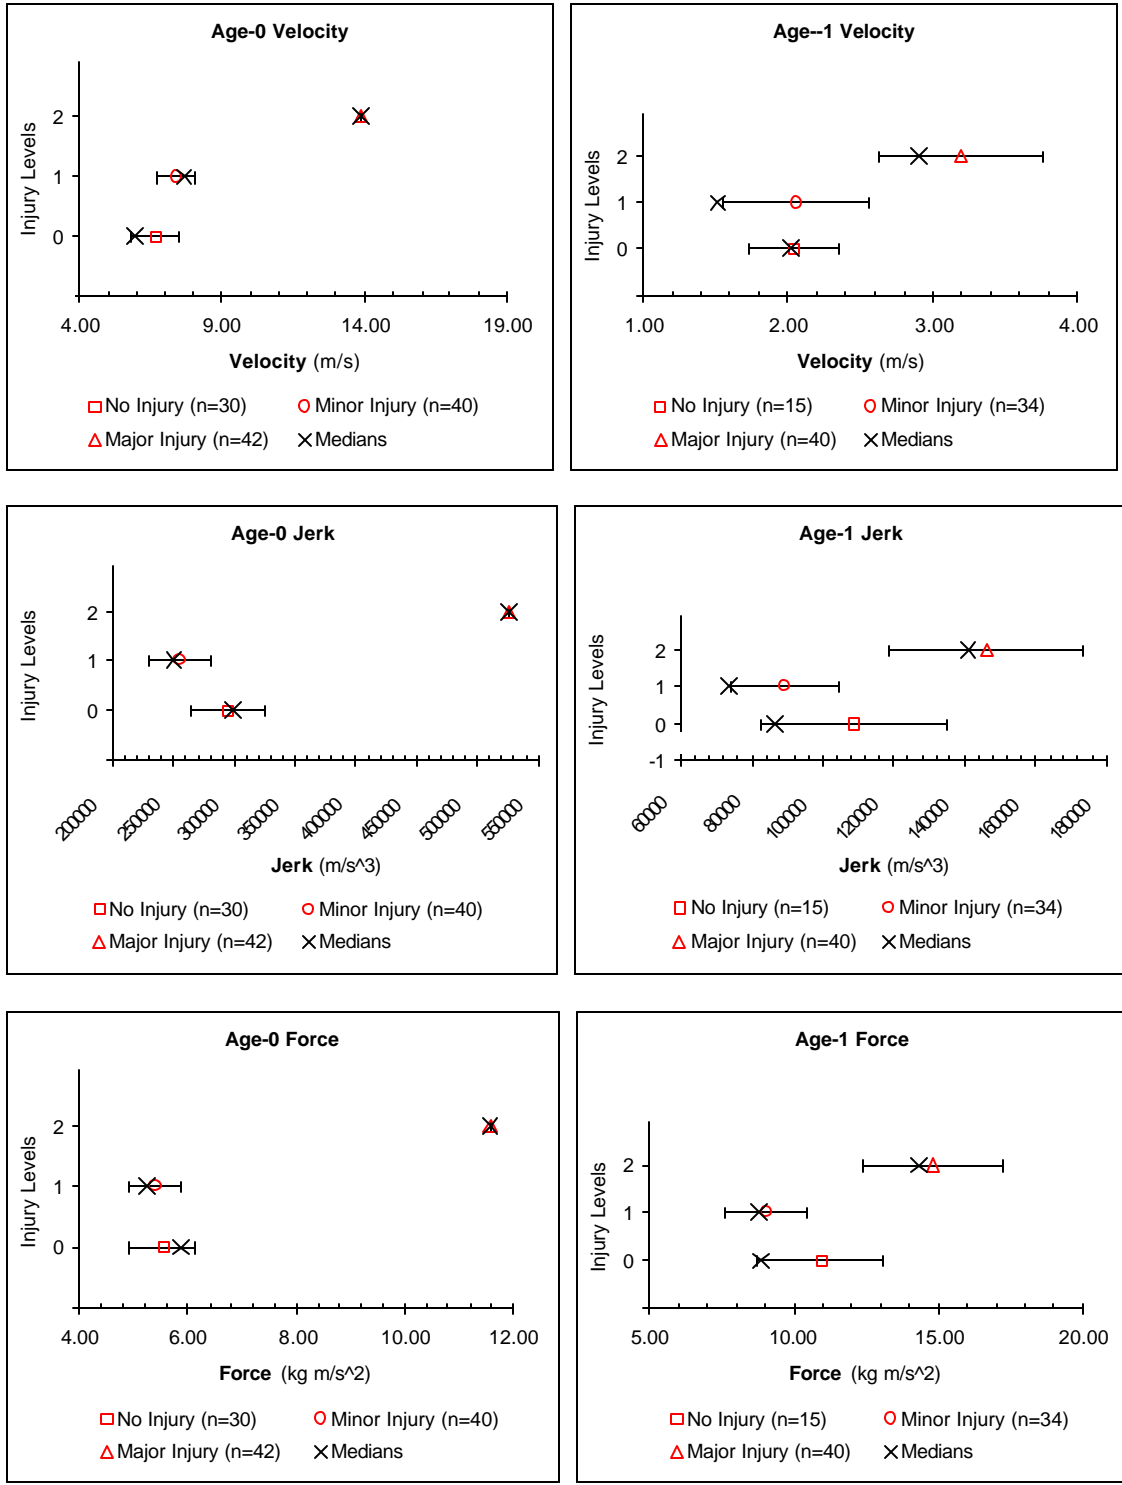 Age-0 Velocity
Injury Levels
2
1
0
4.00 9.00 14.00 19.00
Velocity (m/s)
No Injury (n=30) Minor Injury (n=40)
Major Injury (n=42) Medians
Age--1 Velocity
Injury Levels
2
1
0
1.00 2.00 3.00 4.00
Velocity (m/s)
No Injury (n=15) Minor Injury (n=34)
Major Injury (n=40) Medians
Age-0 Jerk
Injury Levels
2
1
0
200000 250000 300000 350000 400000 450000 500000 550000
Jerk (m/s^3)
No Injury (n=30) Minor Injury (n=40)
Major Injury (n=42) Medians
Age-1 Jerk
Injury Levels
2
1
0
-1
60000 80000 100000 120000 140000 160000 180000
Jerk (m/s^3)
No Injury (n=15) Minor Injury (n=34)
Major Injury (n=40) Medians
Age-0 Force
Injury Levels
2
1
0
4.00 6.00 8.00 10.00 12.00
Force (kg m/s^2)
No Injury (n=30) Minor Injury (n=40)
Major Injury (n=42) Medians
Age-1 Force
Injury Levels
2
1
0
5.00 10.00 15.00 20.00
Force (kg m/s^2)
No Injury (n=15) Minor Injury (n=34)
Major Injury (n=40) Medians